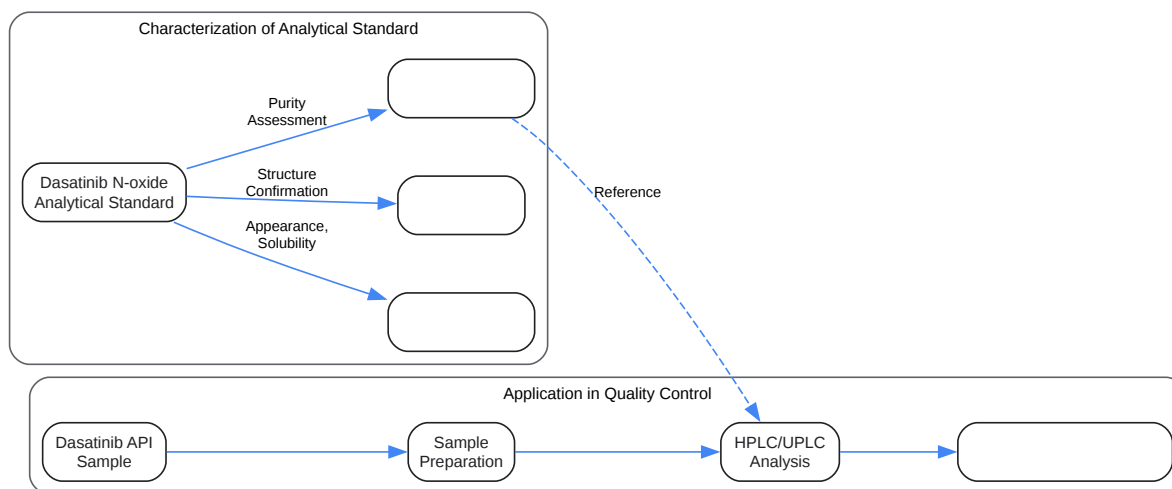 Characterization of Analytical Standard
Purity
Assessment
Structure
Confirmation
Dasatinib N-oxide
Analytical Standard
Appearance,
Solubility
Reference
Application in Quality Control
Dasatinib API
Sample
Sample
Preparation
HPLC/UPLC
Analysis